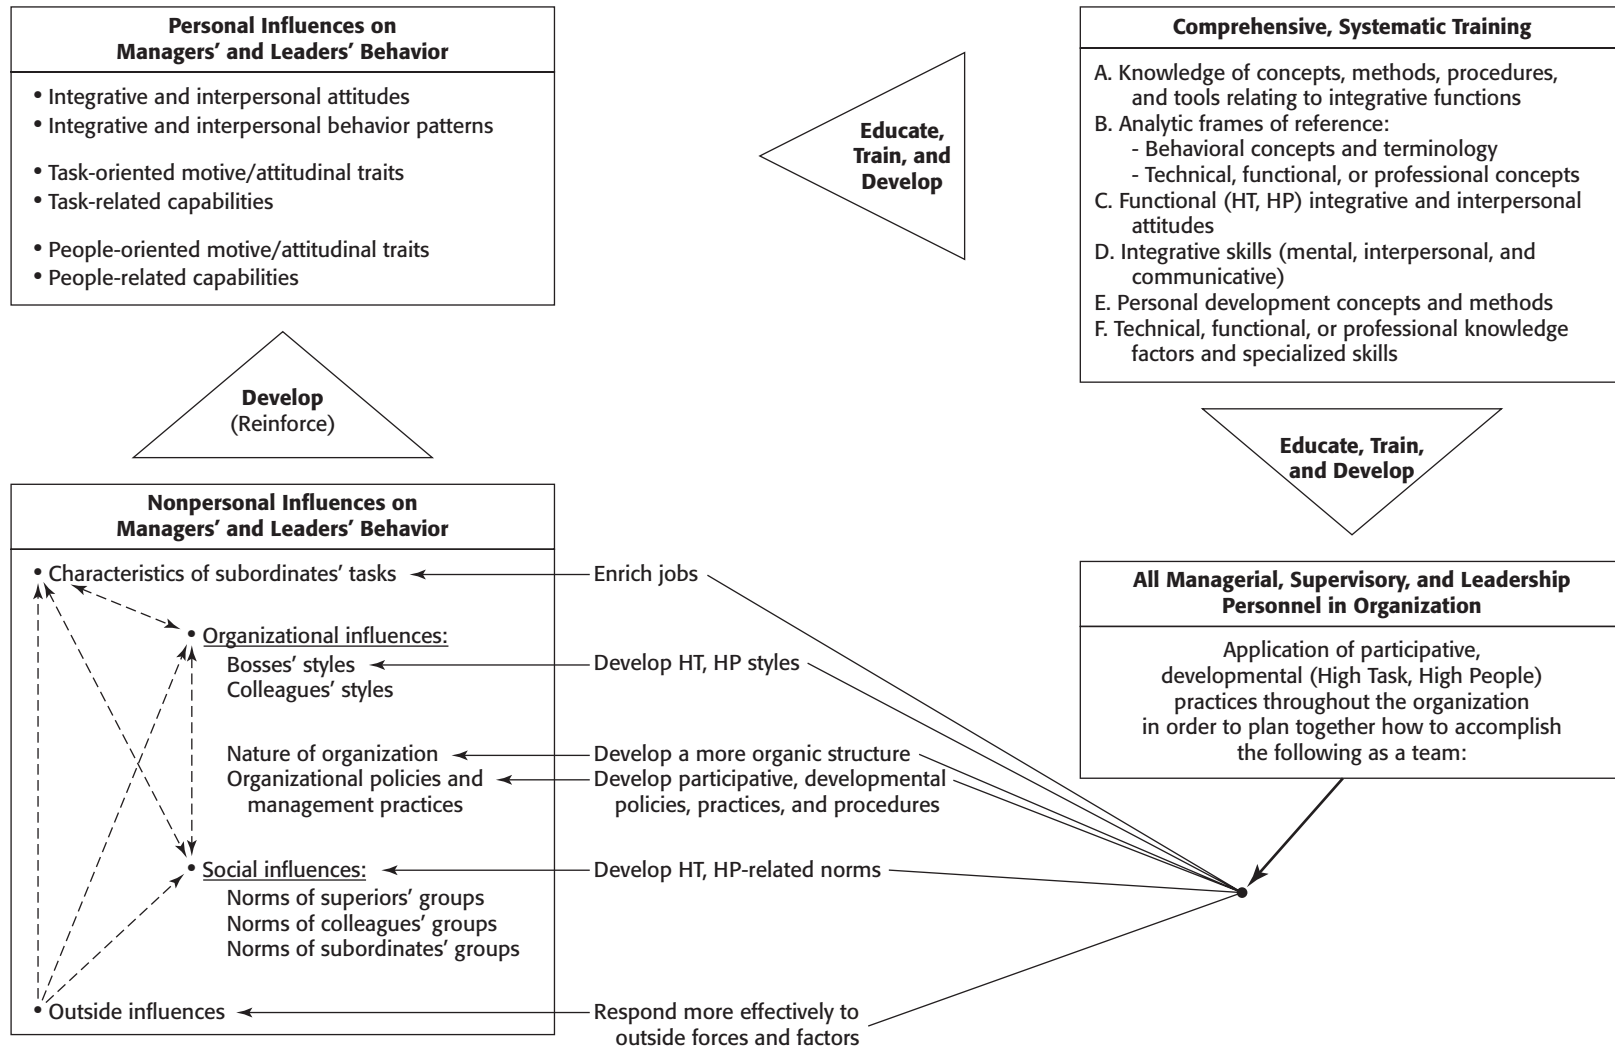 Personal Influences on
Managers’ and Leaders’ Behavior
• Integrative and interpersonal attitudes
• Integrative and interpersonal behavior patterns
• Task-oriented motive/attitudinal traits
• Task-related capabilities
• People-oriented motive/attitudinal traits
• People-related capabilities
Educate,
Train, and
Develop
Comprehensive, Systematic Training
A. Knowledge of concepts, methods, procedures,
and tools relating to integrative functions
B. Analytic frames of reference:
- Behavioral concepts and terminology
- Technical, functional, or professional concepts
C. Functional (HT, HP) integrative and interpersonal
attitudes
D. Integrative skills (mental, interpersonal, and
communicative)
E. Personal development concepts and methods
F. Technical, functional, or professional knowledge
factors and specialized skills
Develop
(Reinforce)
Educate, Train,
and Develop
Nonpersonal Influences on
Managers’ and Leaders’ Behavior
• Characteristics of subordinates’ tasks
• Organizational influences:
Bosses’ styles
Colleagues’ styles
Nature of organization
Organizational policies and
management practices
• Social influences:
Norms of superiors’ groups
Norms of colleagues’ groups
Norms of subordinates’ groups
• Outside influences
Enrich jobs
Develop HT, HP styles
Develop a more organic structure
Develop participative, developmental
policies, practices, and procedures
Develop HT, HP-related norms
Respond more effectively to
outside forces and factors
All Managerial, Supervisory, and Leadership
Personnel in Organization
Application of participative,
developmental (High Task, High People)
practices throughout the organization
in order to plan together how to accomplish
the following as a team: